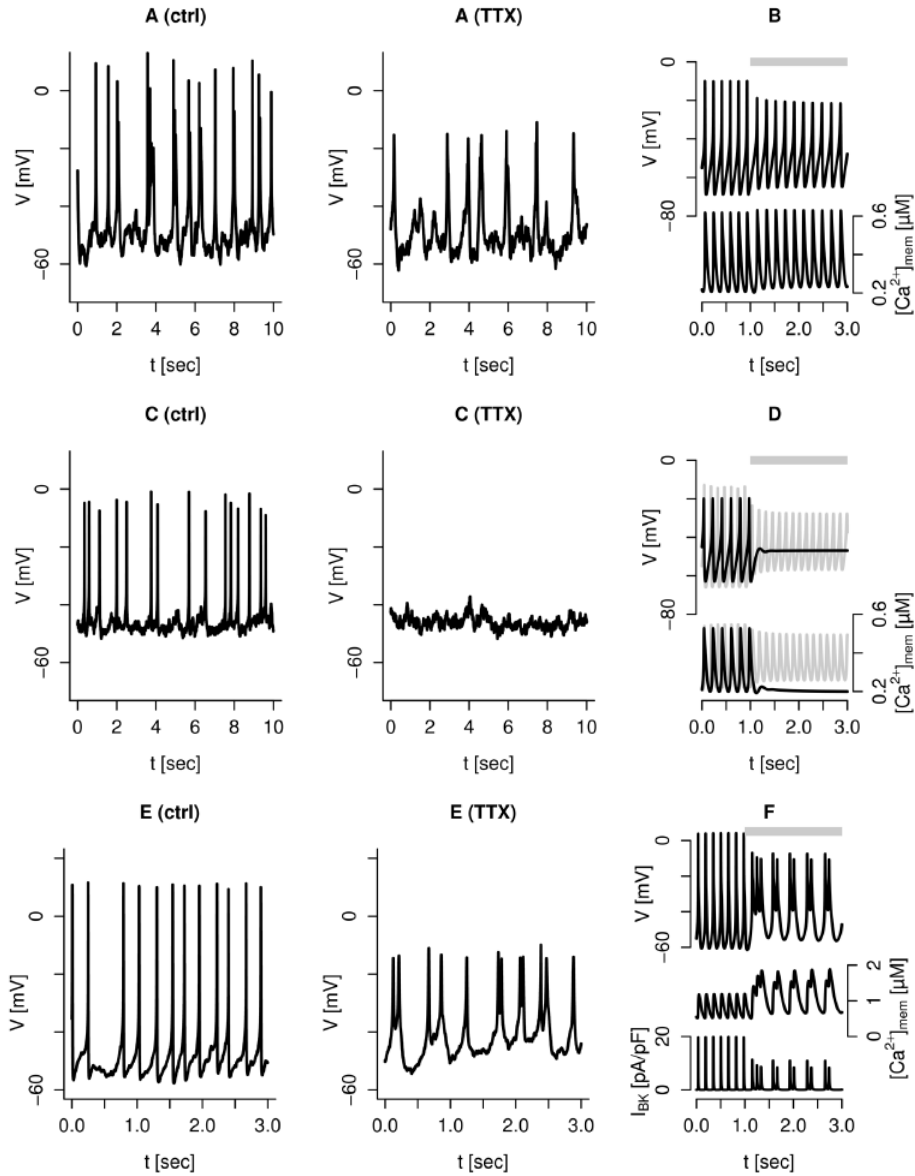 A (ctrl)
A (TTX)
B
V [mV]
0
−60
0 2 4 6 8 10
t [sec]
V [mV]
0
−60
0 2 4 6 8 10
t [sec]
V [mV]
0
−80
0.6
0.2
[Ca2+]mem [µM]
0.0 1.0 2.0 3.0
t [sec]
C (ctrl)
C (TTX)
D
V [mV]
0
−60
0 2 4 6 8 10
t [sec]
V [mV]
0
−60
0 2 4 6 8 10
t [sec]
V [mV]
0
−80
0.6
0.2
[Ca2+]mem [µM]
0.0 1.0 2.0 3.0
t [sec]
E (ctrl)
E (TTX)
F
V [mV]
0
−60
0.0 1.0 2.0 3.0
t [sec]
V [mV]
0
−60
0.0 1.0 2.0 3.0
t [sec]
V [mV]
0
−60
2
1
0
[Ca2+]mem [µM]
IBK [pA/pF]
20
0
0.0 1.0 2.0 3.0
t [sec]